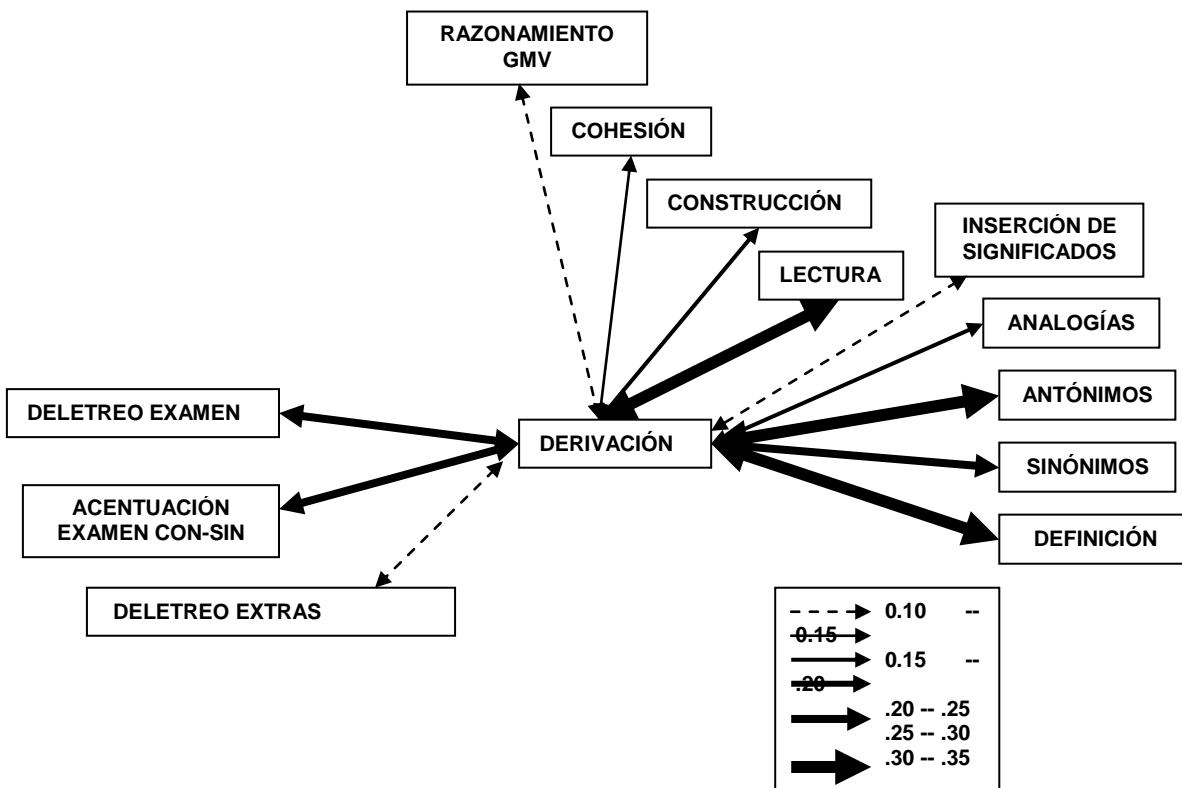 RAZONAMIENTO
GMV
COHESIÓN
CONSTRUCCIÓN
INSERCIÓN DE
SIGNIFICADOS
LECTURA
ANALOGÍAS
ANTÓNIMOS
DELETREO EXAMEN
DERIVACIÓN
SINÓNIMOS
ACENTUACIÓN
EXAMEN CON-SIN
DEFINICIÓN
DELETREO EXTRAS
0.10 --
0.15
0.15 --
.20
.20 -- .25
.25 -- .30
.30 -- .35